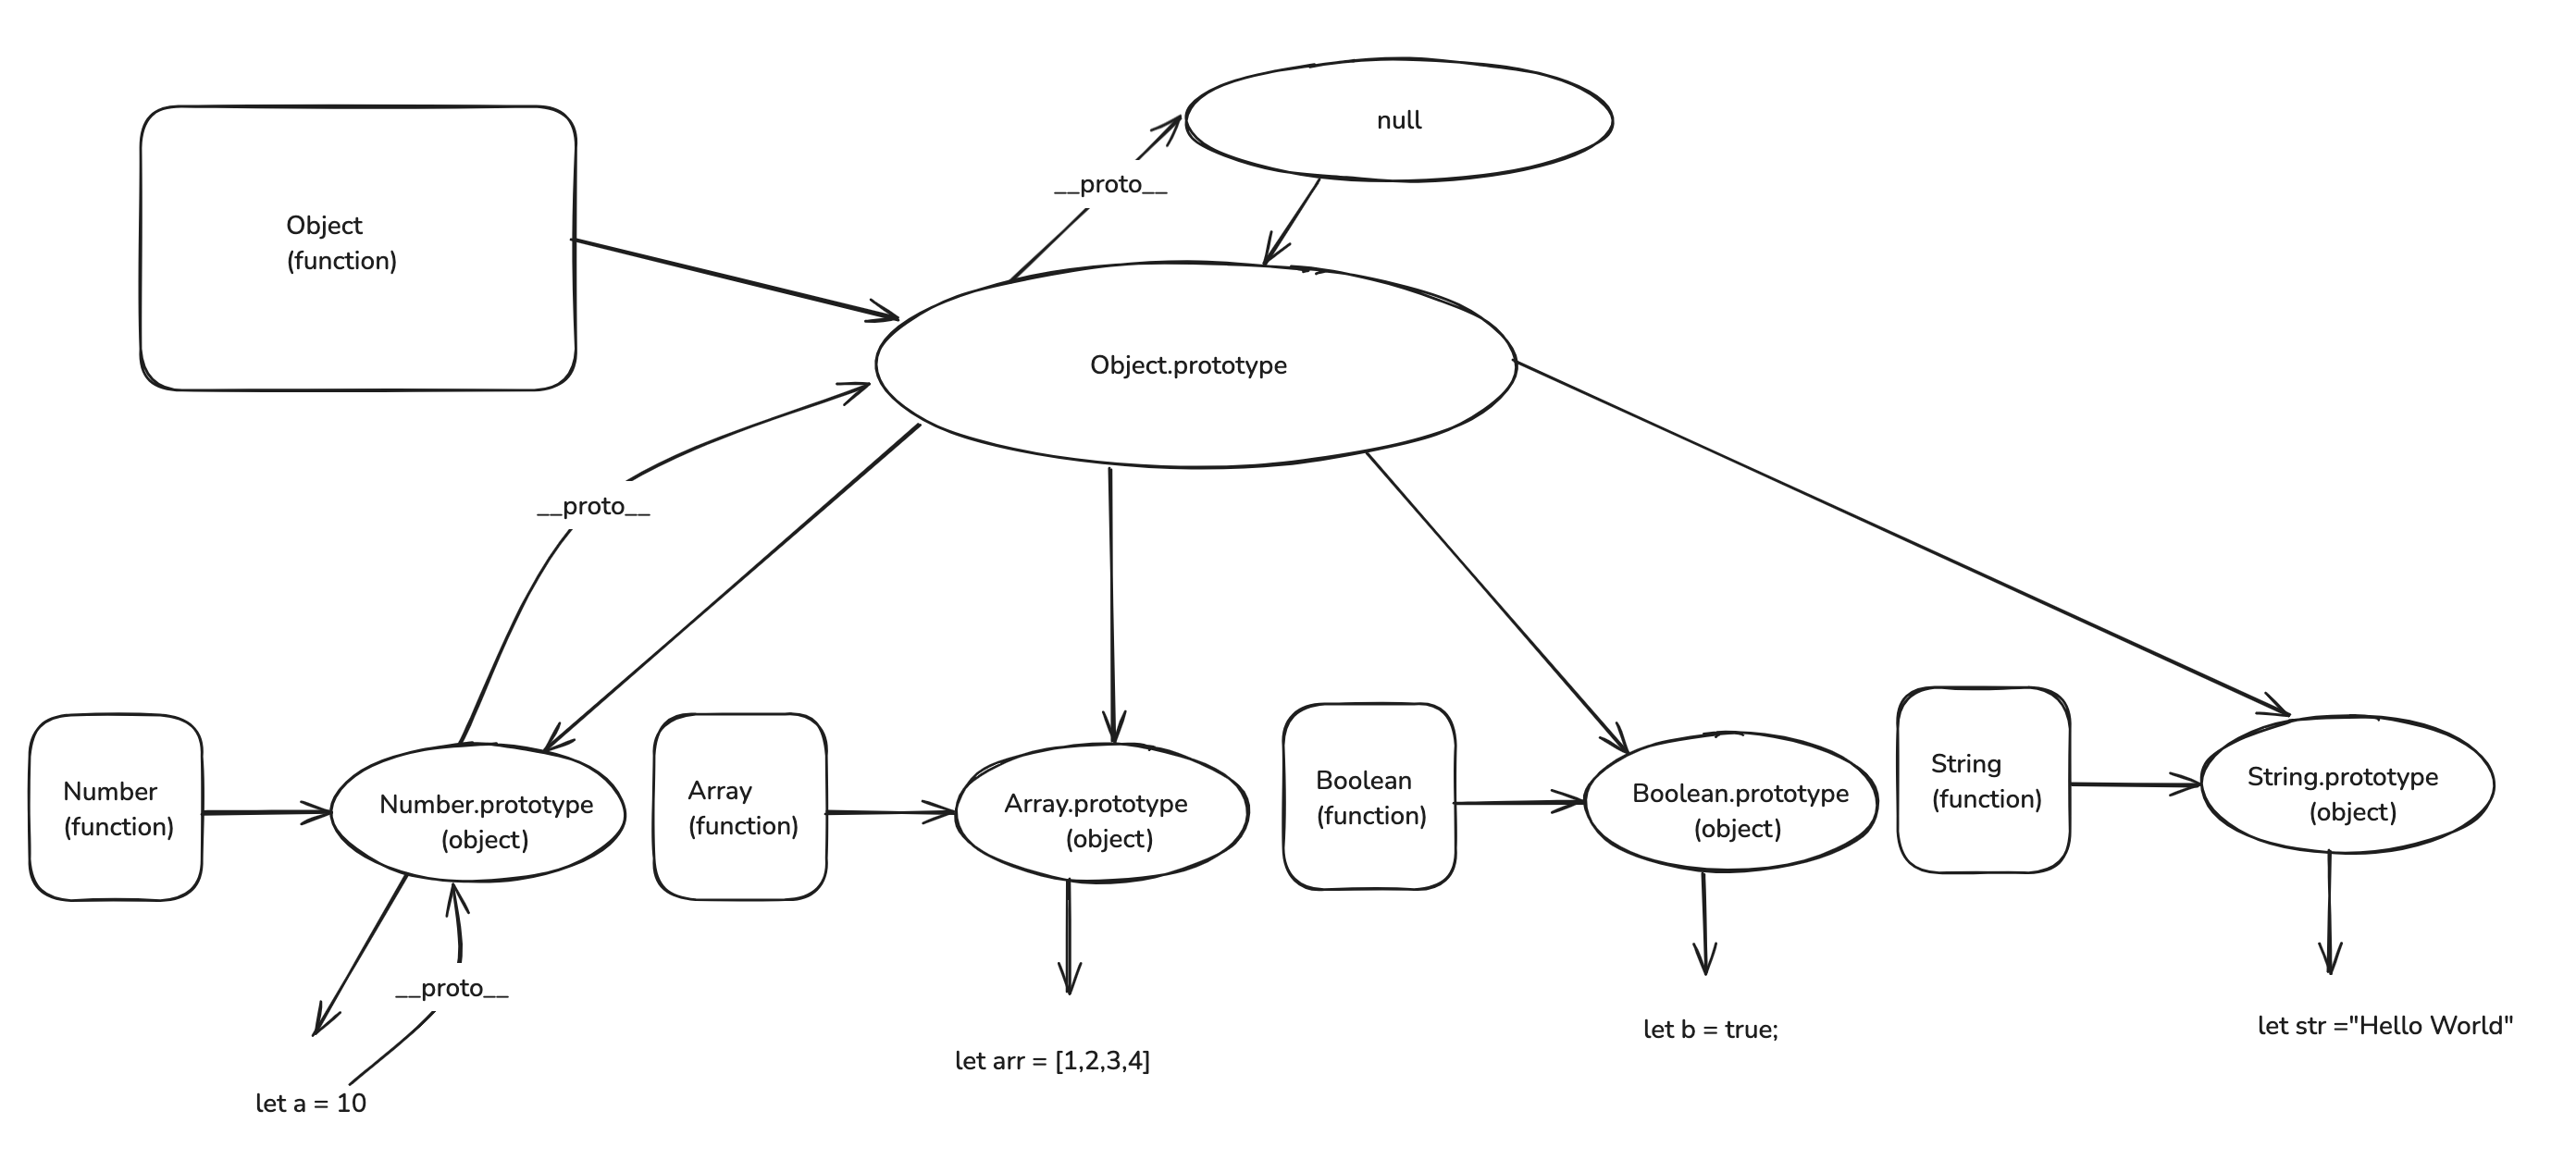 null
__proto__
Object
(function)
Object.prototype
__proto__
Number
(function)
Number.prototype
(object)
Array
(function)
Array.prototype
(object)
Boolean
(function)
Boolean.prototype
(object)
String
(function)
String.prototype
(object)
__proto__
let a = 10
let arr = [1,2,3,4]
let b = true;
let str ="Hello World"